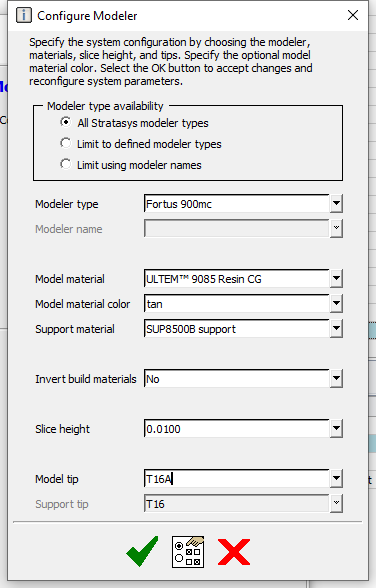 Configure Modeler
Specify the system configuration by choosing the modeler,
materials, slice height, and tips. Specify the optional model
material color. Select the OK button to accept changes and
reconfigure system parameters.
Modeler type availability
All Stratasys modeler types
Limit to defined modeler types
Limit using modeler names
Modeler type Fortus 900mc
Modeler name
Model material ULTEM™ 9085 Resin CG
Model material color tan
Support material SUP8500B support
Invert build materials No
Slice height 0.0100
Model tip T16A
Support tip T16